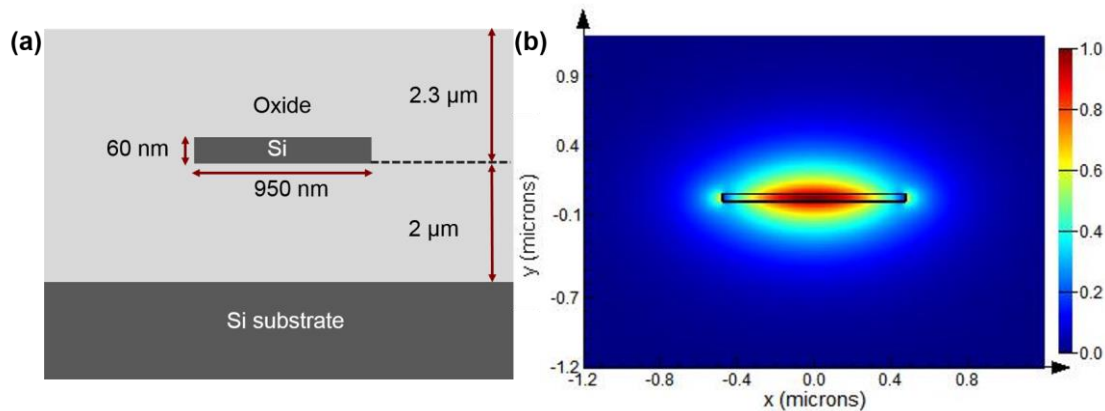 (a)
2.3 µm
Oxide
60 nm
Si
950 nm
2 µm
Si substrate
(b)
y (microns)
0.9
0.4
-0.1
-0.7
-1.2
-1.2 -0.8 -0.4 0.0 0.4 0.8
x (microns)
1.0
0.8
0.6
0.4
0.2
0.0